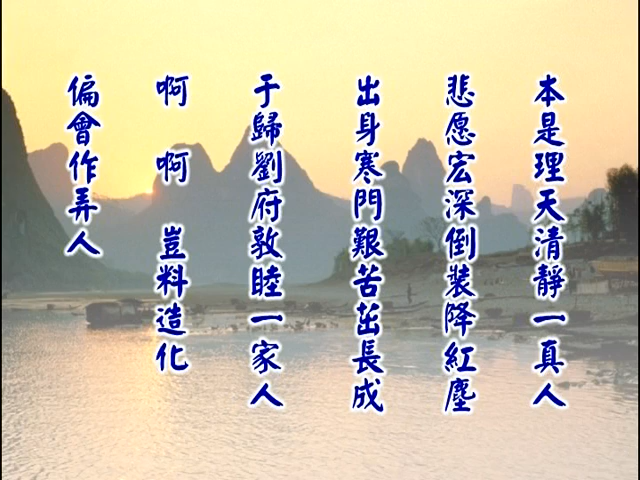 本是理天清靜一真人
悲愿宏深倒裝降紅塵
出身寒門艱苦茁長成
于歸劉府敦睦一家人
啊 啊 豈料造化
偏會作弄人